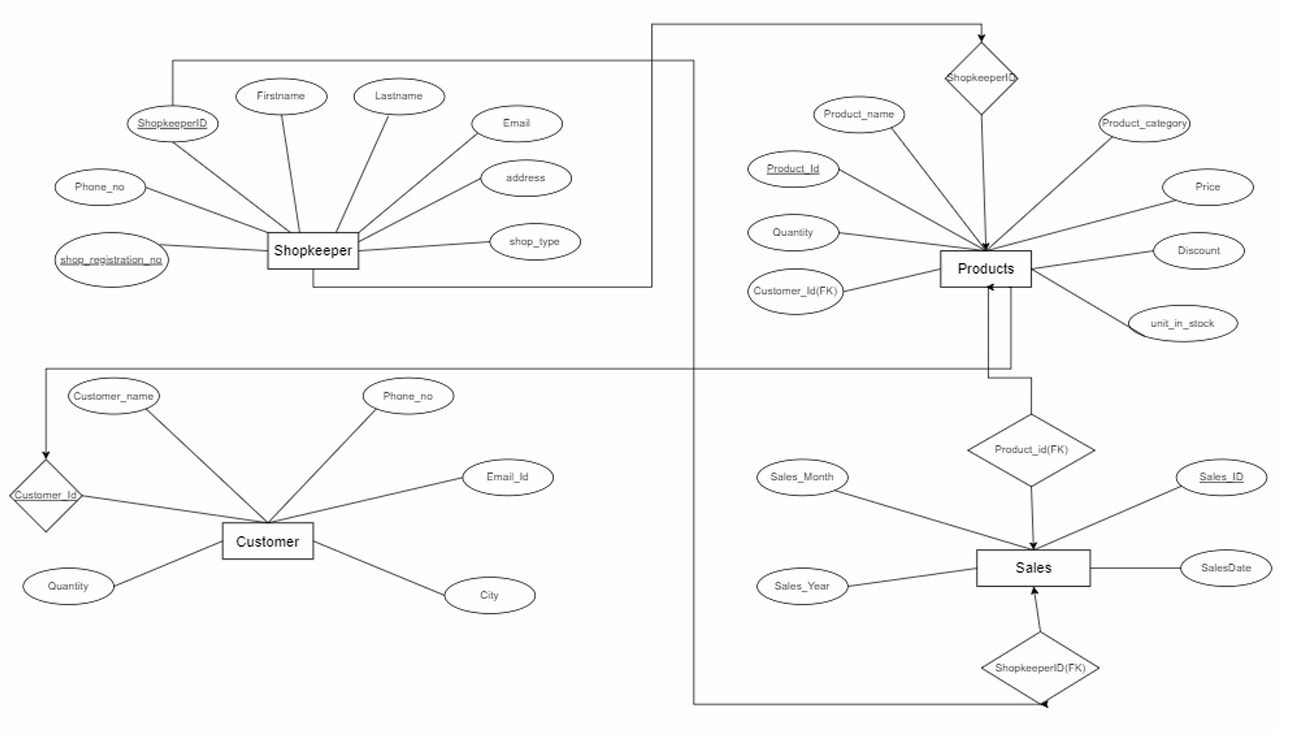 ShopkeeperID
Firstname
Lastname
Email
address
shop_type
Phone_no
shop_registration_no
Shopkeeper
ShopkeeperID
Product_name
Product_category
Product_Id
Price
Quantity
Discount
Customer_Id(FK)
unit_in_stock
Products
Customer_name
Phone_no
Email_Id
Customer_Id
Customer
Quantity
City
Product_id(FK)
Sales_Month
Sales_ID
Sales
Sales_Year
SalesDate
ShopkeeperID(FK)